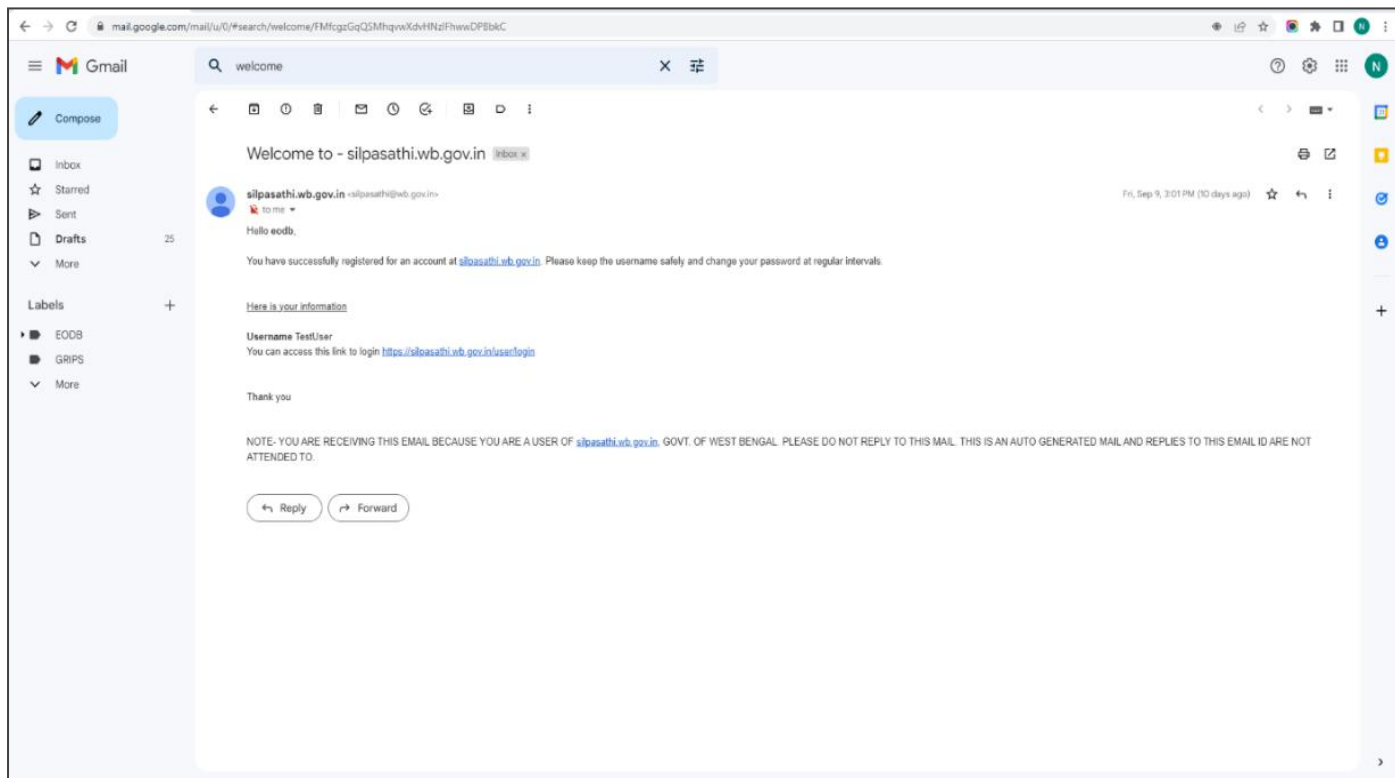 mail.google.com/mail/u/0/#search/welcome/
N
Gmail
welcome
N
Compose
Inbox
Starred
Sent
Drafts 25
More
Labels
EODB
GRIPS
More
Welcome to - silpasathi.wb.gov.in Inbox x
silpasathi.wb.gov.in <silpasathi@wb.gov.in>
Fri, Sep 9, 3:01 PM (10 days ago)
to me
Hello eodb,
You have successfully registered for an account at silpasathi.wb.gov.in. Please keep the username safely and change your password at regular intervals.
Here is your information
Username TestUser
You can access this link to login https://silpasathi.wb.gov.in/user/login
Thank you
NOTE- YOU ARE RECEIVING THIS EMAIL BECAUSE YOU ARE A USER OF silpasathi.wb.gov.in, GOVT. OF WEST BENGAL. PLEASE DO NOT REPLY TO THIS MAIL. THIS IS AN AUTO GENERATED MAIL AND REPLIES TO THIS EMAIL ID ARE NOT
ATTENDED TO.
Reply Forward